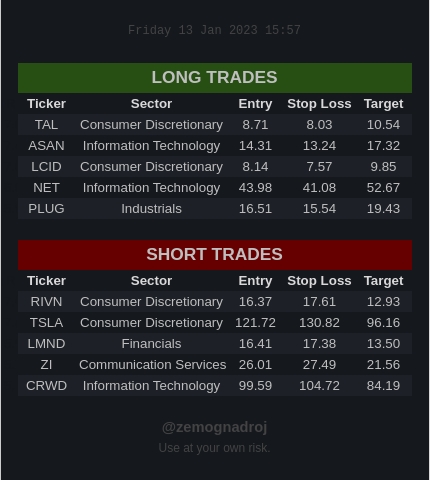 Friday 13 Jan 2023 15:57
LONG TRADES
Ticker Sector Entry Stop Loss Target
TAL Consumer Discretionary 8.71 8.03 10.54
ASAN Information Technology 14.31 13.24 17.32
LCID Consumer Discretionary 8.14 7.57 9.85
NET Information Technology 43.98 41.08 52.67
PLUG Industrials 16.51 15.54 19.43
SHORT TRADES
Ticker Sector Entry Stop Loss Target
RIVN Consumer Discretionary 16.37 17.61 12.93
TSLA Consumer Discretionary 121.72 130.82 96.16
LMND Financials 16.41 17.38 13.50
ZI Communication Services 26.01 27.49 21.56
CRWD Information Technology 99.59 104.72 84.19
@zemognadroj
Use at your own risk.